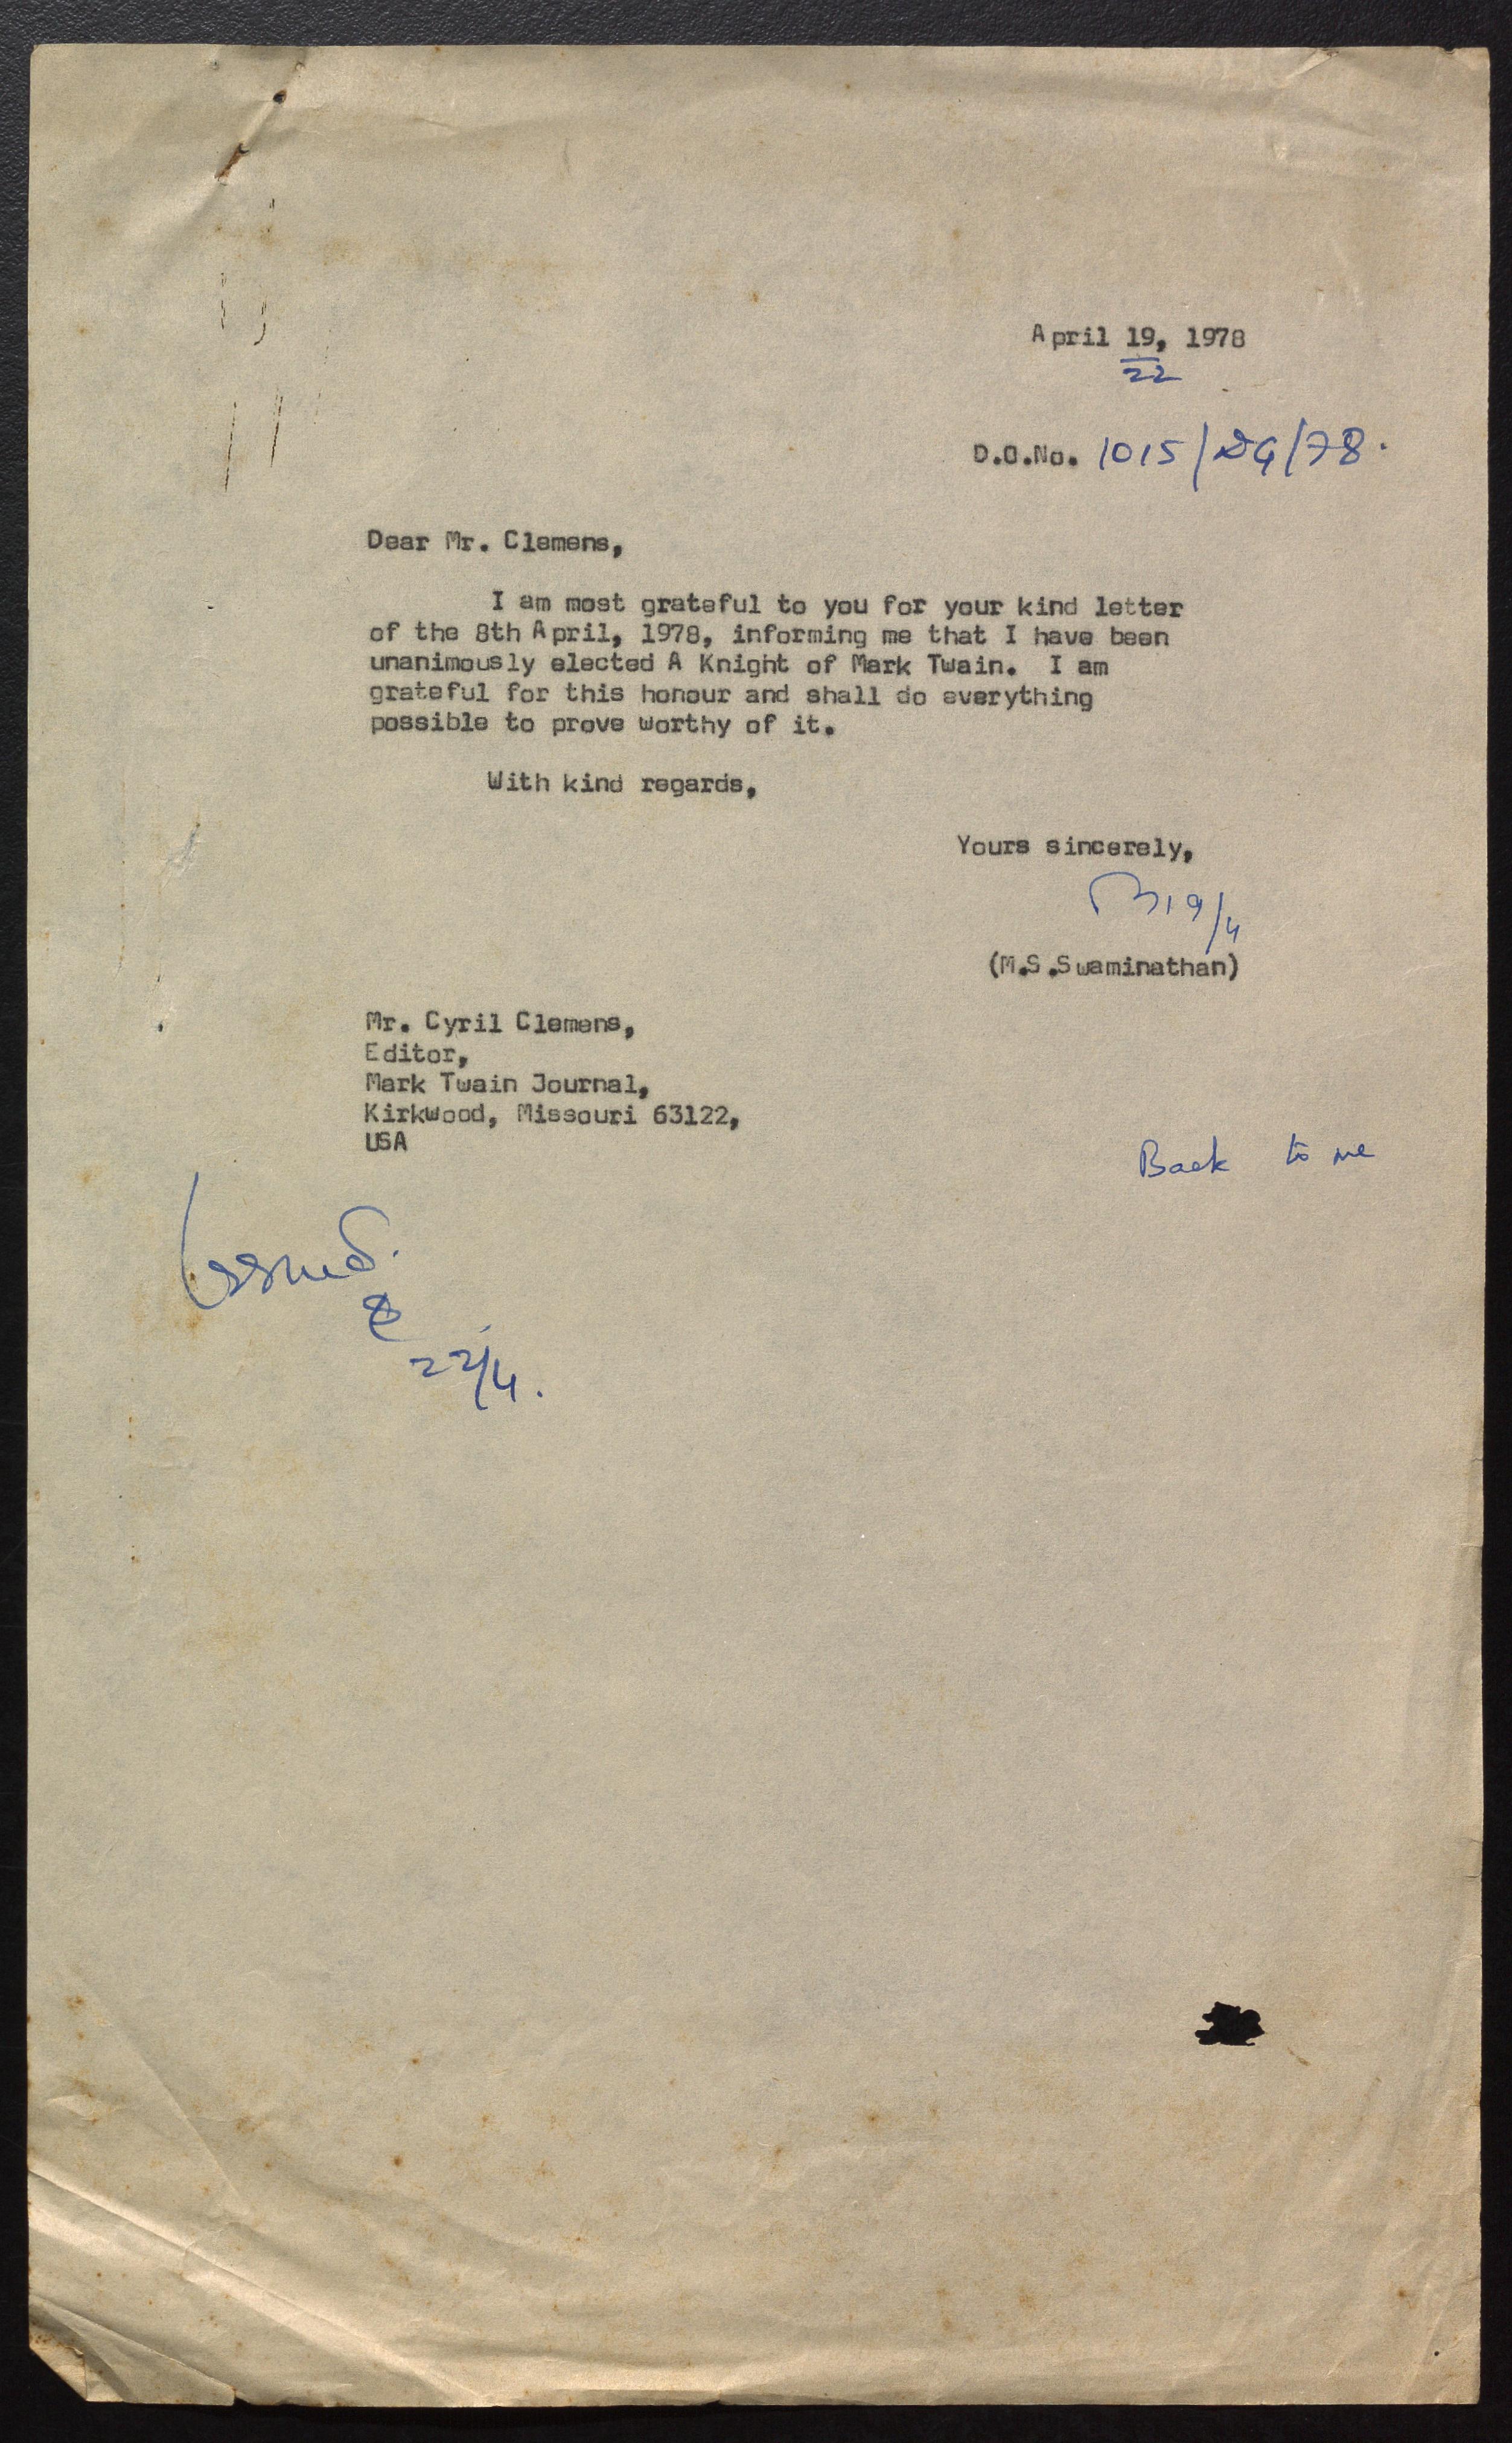 April 19, 1978
22
D.O.No. 1015/DG/78.
Dear Mr. Clemens,
I am most grateful to you for your kind letter
of the 8th April, 1978, informing me that I have been
unanimously elected A Knight of Mark Twain. I am
grateful for this honour and shall do everything
possible to prove worthy of it.
With kind regards,
Yours sincerely,
19/4
(M.S.Swaminathan)
Mr. Cyril Clemens,
Editor,
Mark Twain Journal,
Kirkwood, Missouri 63122,
USA
Back to me
Issued.
22/4.